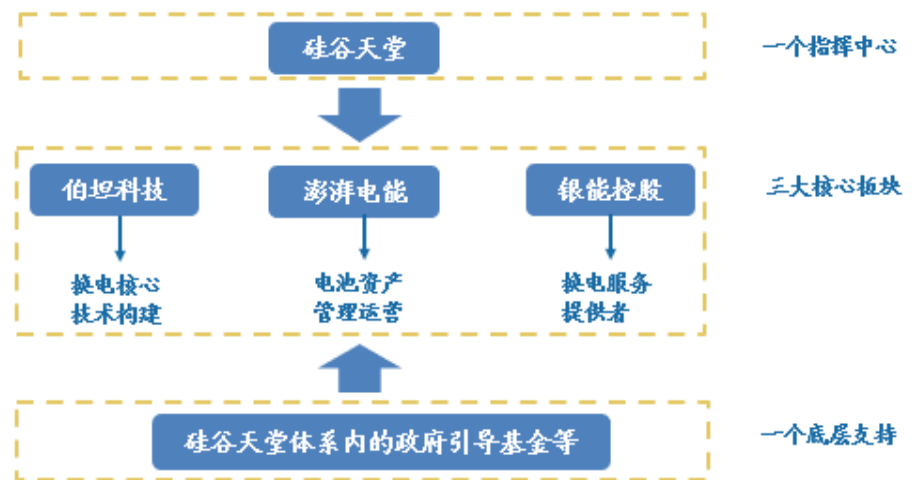 硅谷天堂
一个指挥中心
伯坦科技
澎湃电能
银能控股
三大核心板块
换电核心
技术构建
电池资产
管理运营
换电服务
提供者
硅谷天堂体系内的政府引导基金等
一个底层支持